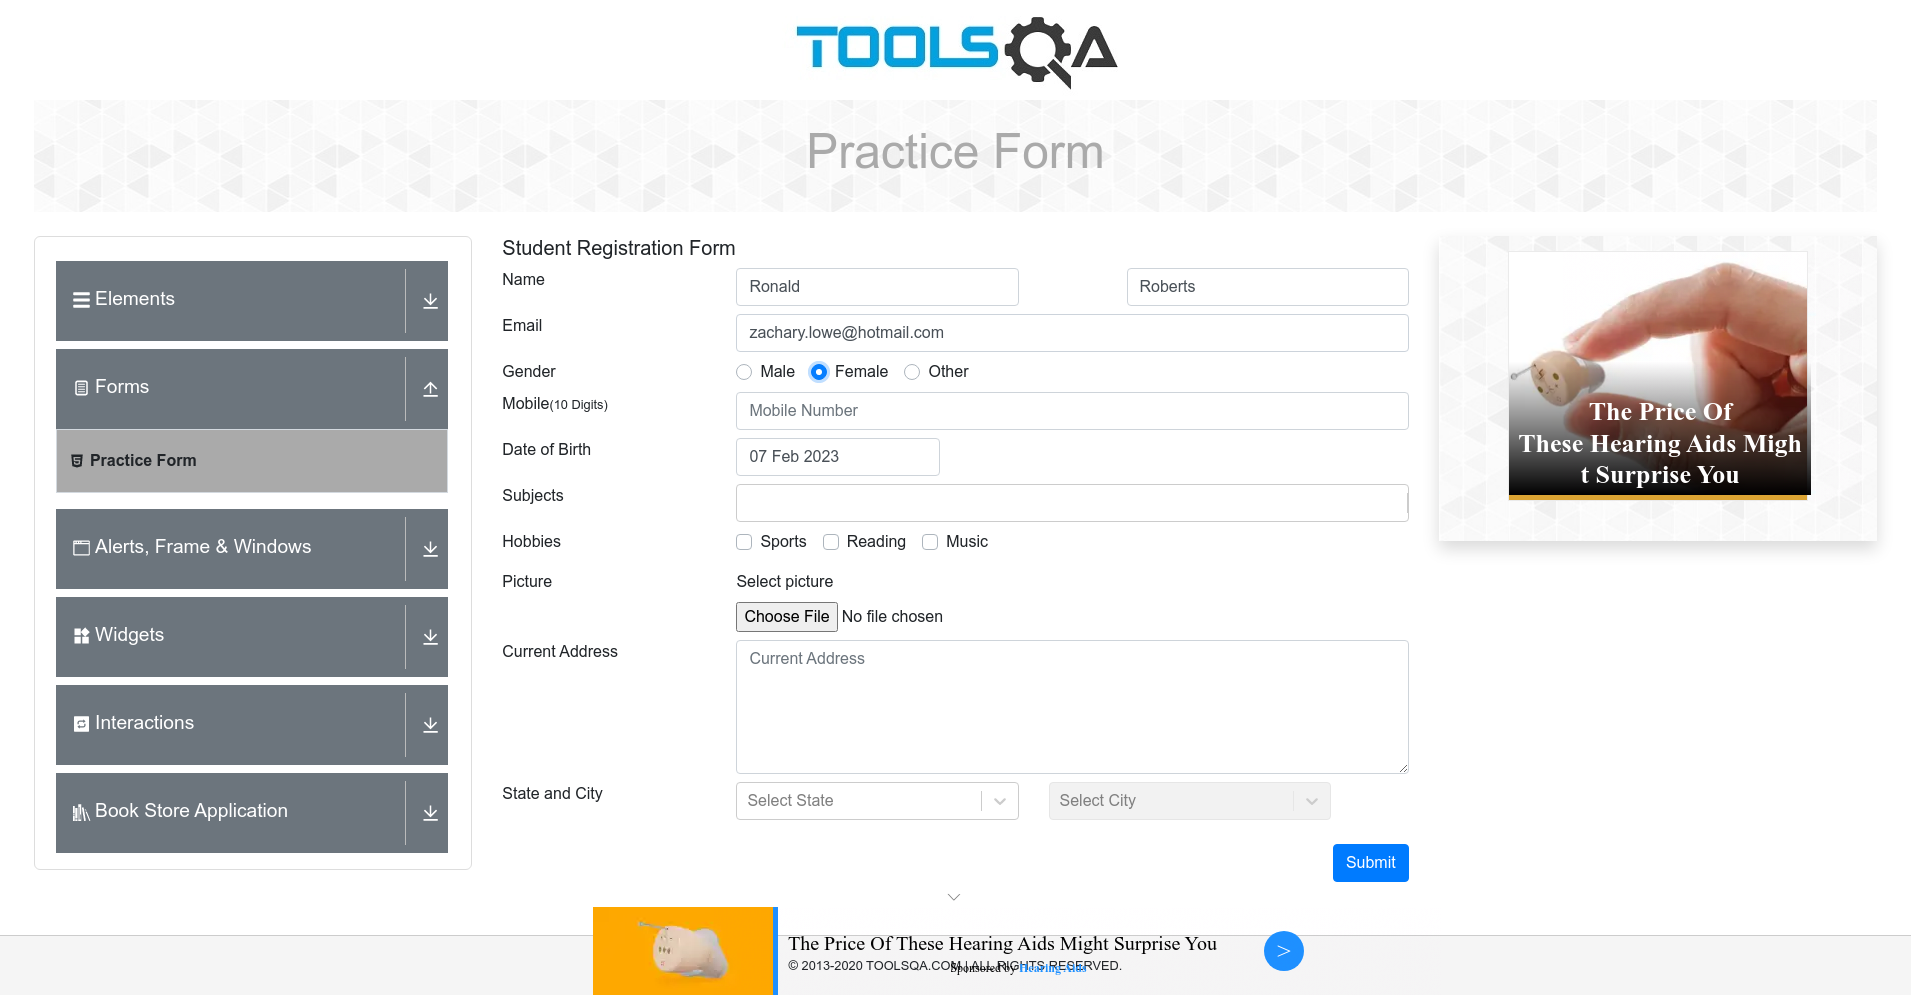 TOOLSQA
Practice Form
Elements
Forms
Practice Form
Alerts, Frame & Windows
Widgets
Interactions
Book Store Application
Student Registration Form
Name
Ronald
Roberts
Email
zachary.lowe@hotmail.com
Gender
Male
Female
Other
Mobile(10 Digits)
Mobile Number
Date of Birth
07 Feb 2023
Subjects
Hobbies
Sports
Reading
Music
Picture
Select picture
Choose File No file chosen
Current Address
Current Address
State and City
Select State
Select City
Submit
The Price Of
These Hearing Aids Migh
t Surprise You
The Price Of These Hearing Aids Might Surprise You
© 2013-2020 TOOLSQA.COM | ALL RIGHTS RESERVED.
Sponsored by Hearing Aids
>